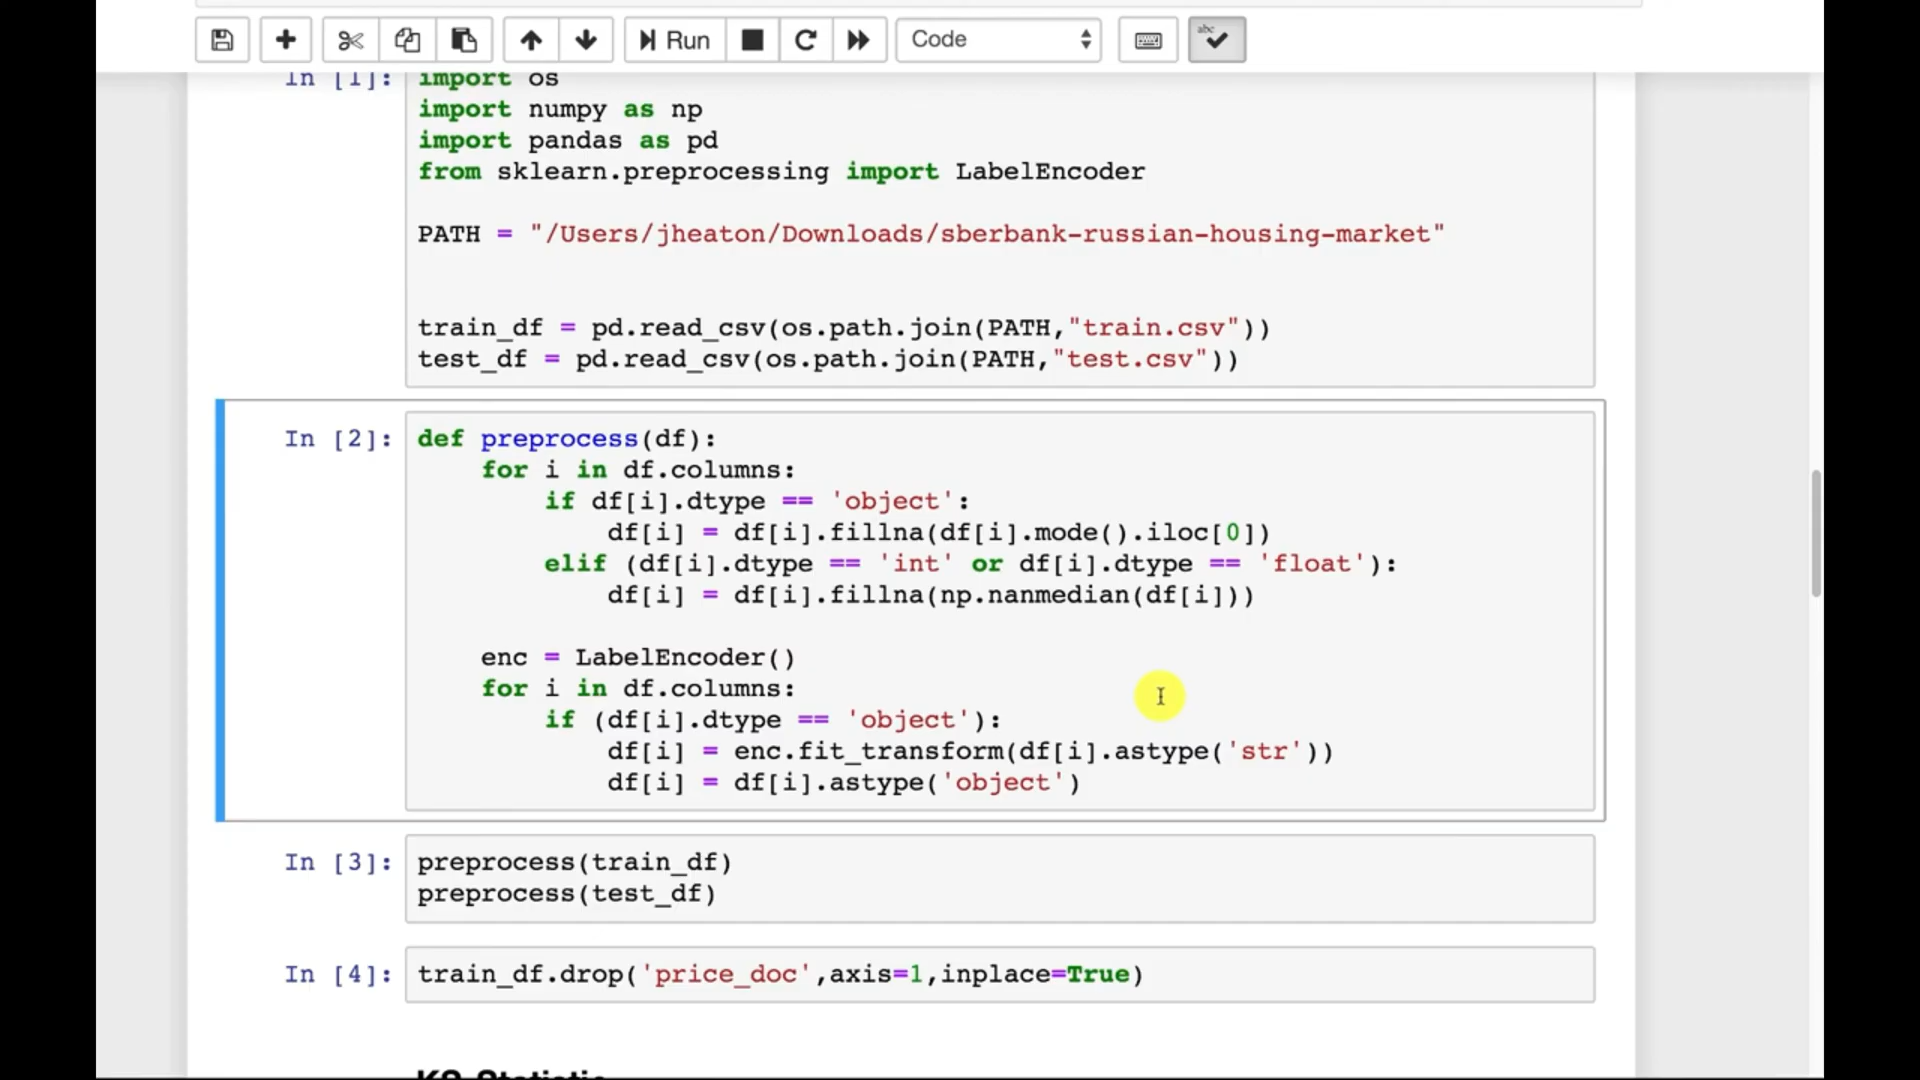 Run
Code
abc
In [1]:
import os
import numpy as np
import pandas as pd
from sklearn.preprocessing import LabelEncoder
PATH = "/Users/jheaton/Downloads/sberbank-russian-housing-market"
train_df = pd.read_csv(os.path.join(PATH,"train.csv"))
test_df = pd.read_csv(os.path.join(PATH,"test.csv"))
In [2]:
def preprocess(df):
    for i in df.columns:
        if df[i].dtype == 'object':
            df[i] = df[i].fillna(df[i].mode().iloc[0])
        elif (df[i].dtype == 'int' or df[i].dtype == 'float'):
            df[i] = df[i].fillna(np.nanmedian(df[i]))
    enc = LabelEncoder()
    for i in df.columns:
        if (df[i].dtype == 'object'):
            df[i] = enc.fit_transform(df[i].astype('str'))
            df[i] = df[i].astype('object')
In [3]:
preprocess(train_df)
preprocess(test_df)
In [4]:
train_df.drop('price_doc',axis=1,inplace=True)
KS Statistic